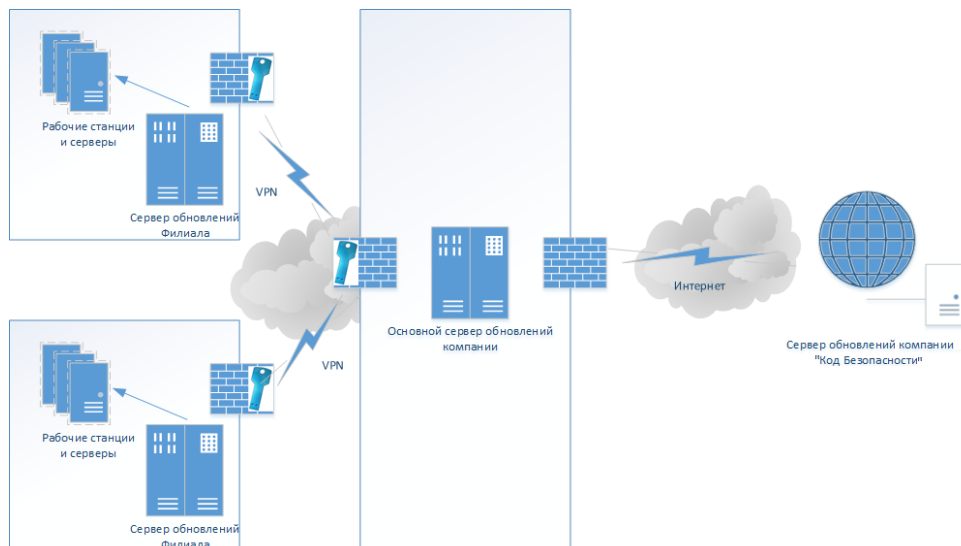 Рабочие станции
и серверы
Сервер обновлений
Филиала
VPN
Основной сервер обновлений
компании
Интернет
Сервер обновлений компании
"Код Безопасности"
VPN
Рабочие станции
и серверы
Сервер обновлений
Филиала